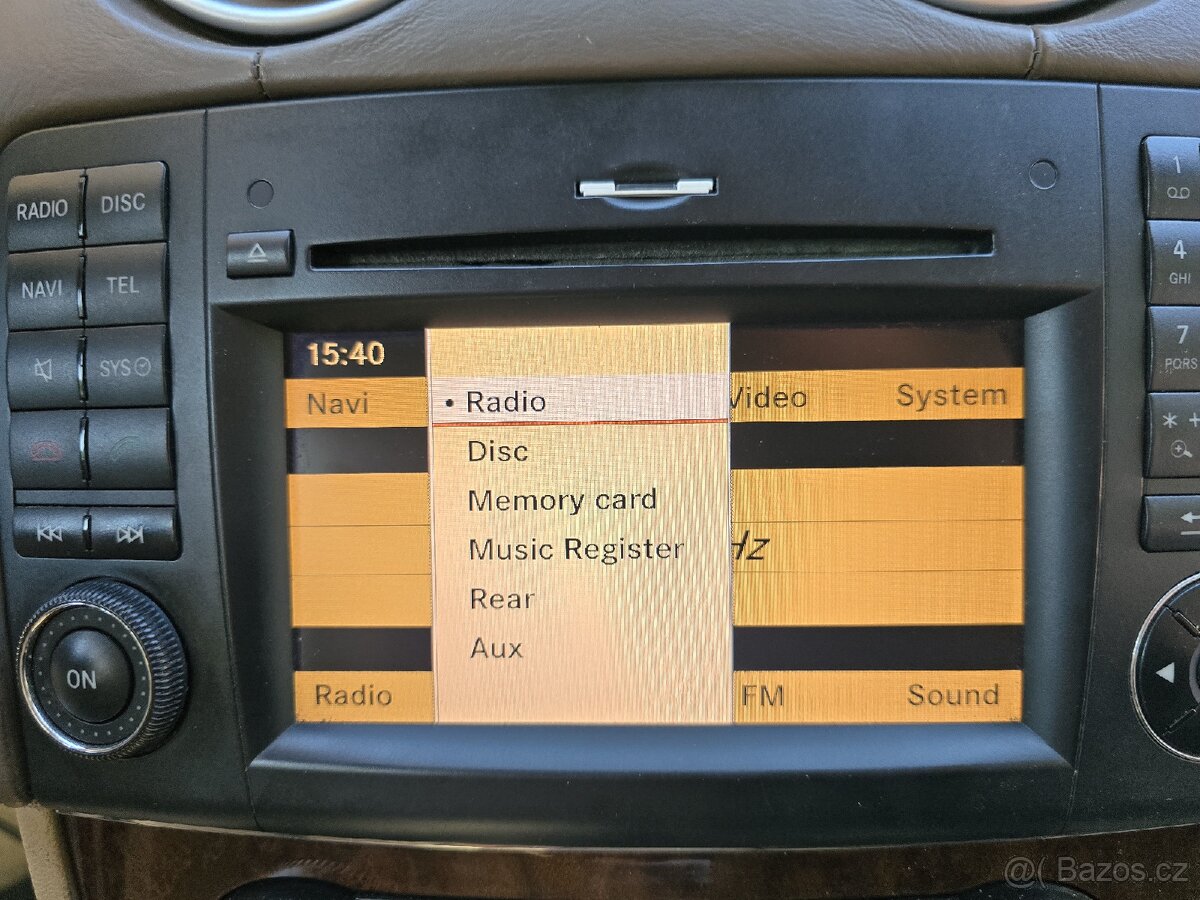 RADIO DISC
NAVI TEL
SYS
ON
15:40
Navi Video System
• Radio
Disc
Memory card
Music Register
Rear
Aux
Hz
Radio FM Sound
1
4
GHI
7
PQRS
* +
@( Bazoš.cz